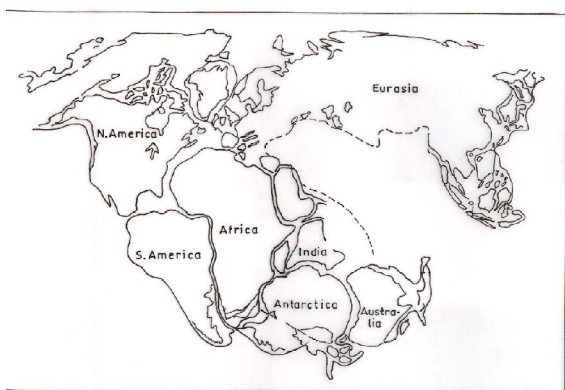 Eurasia
N. America
Africa
S. America
India
Antarctica
Austra-
lia